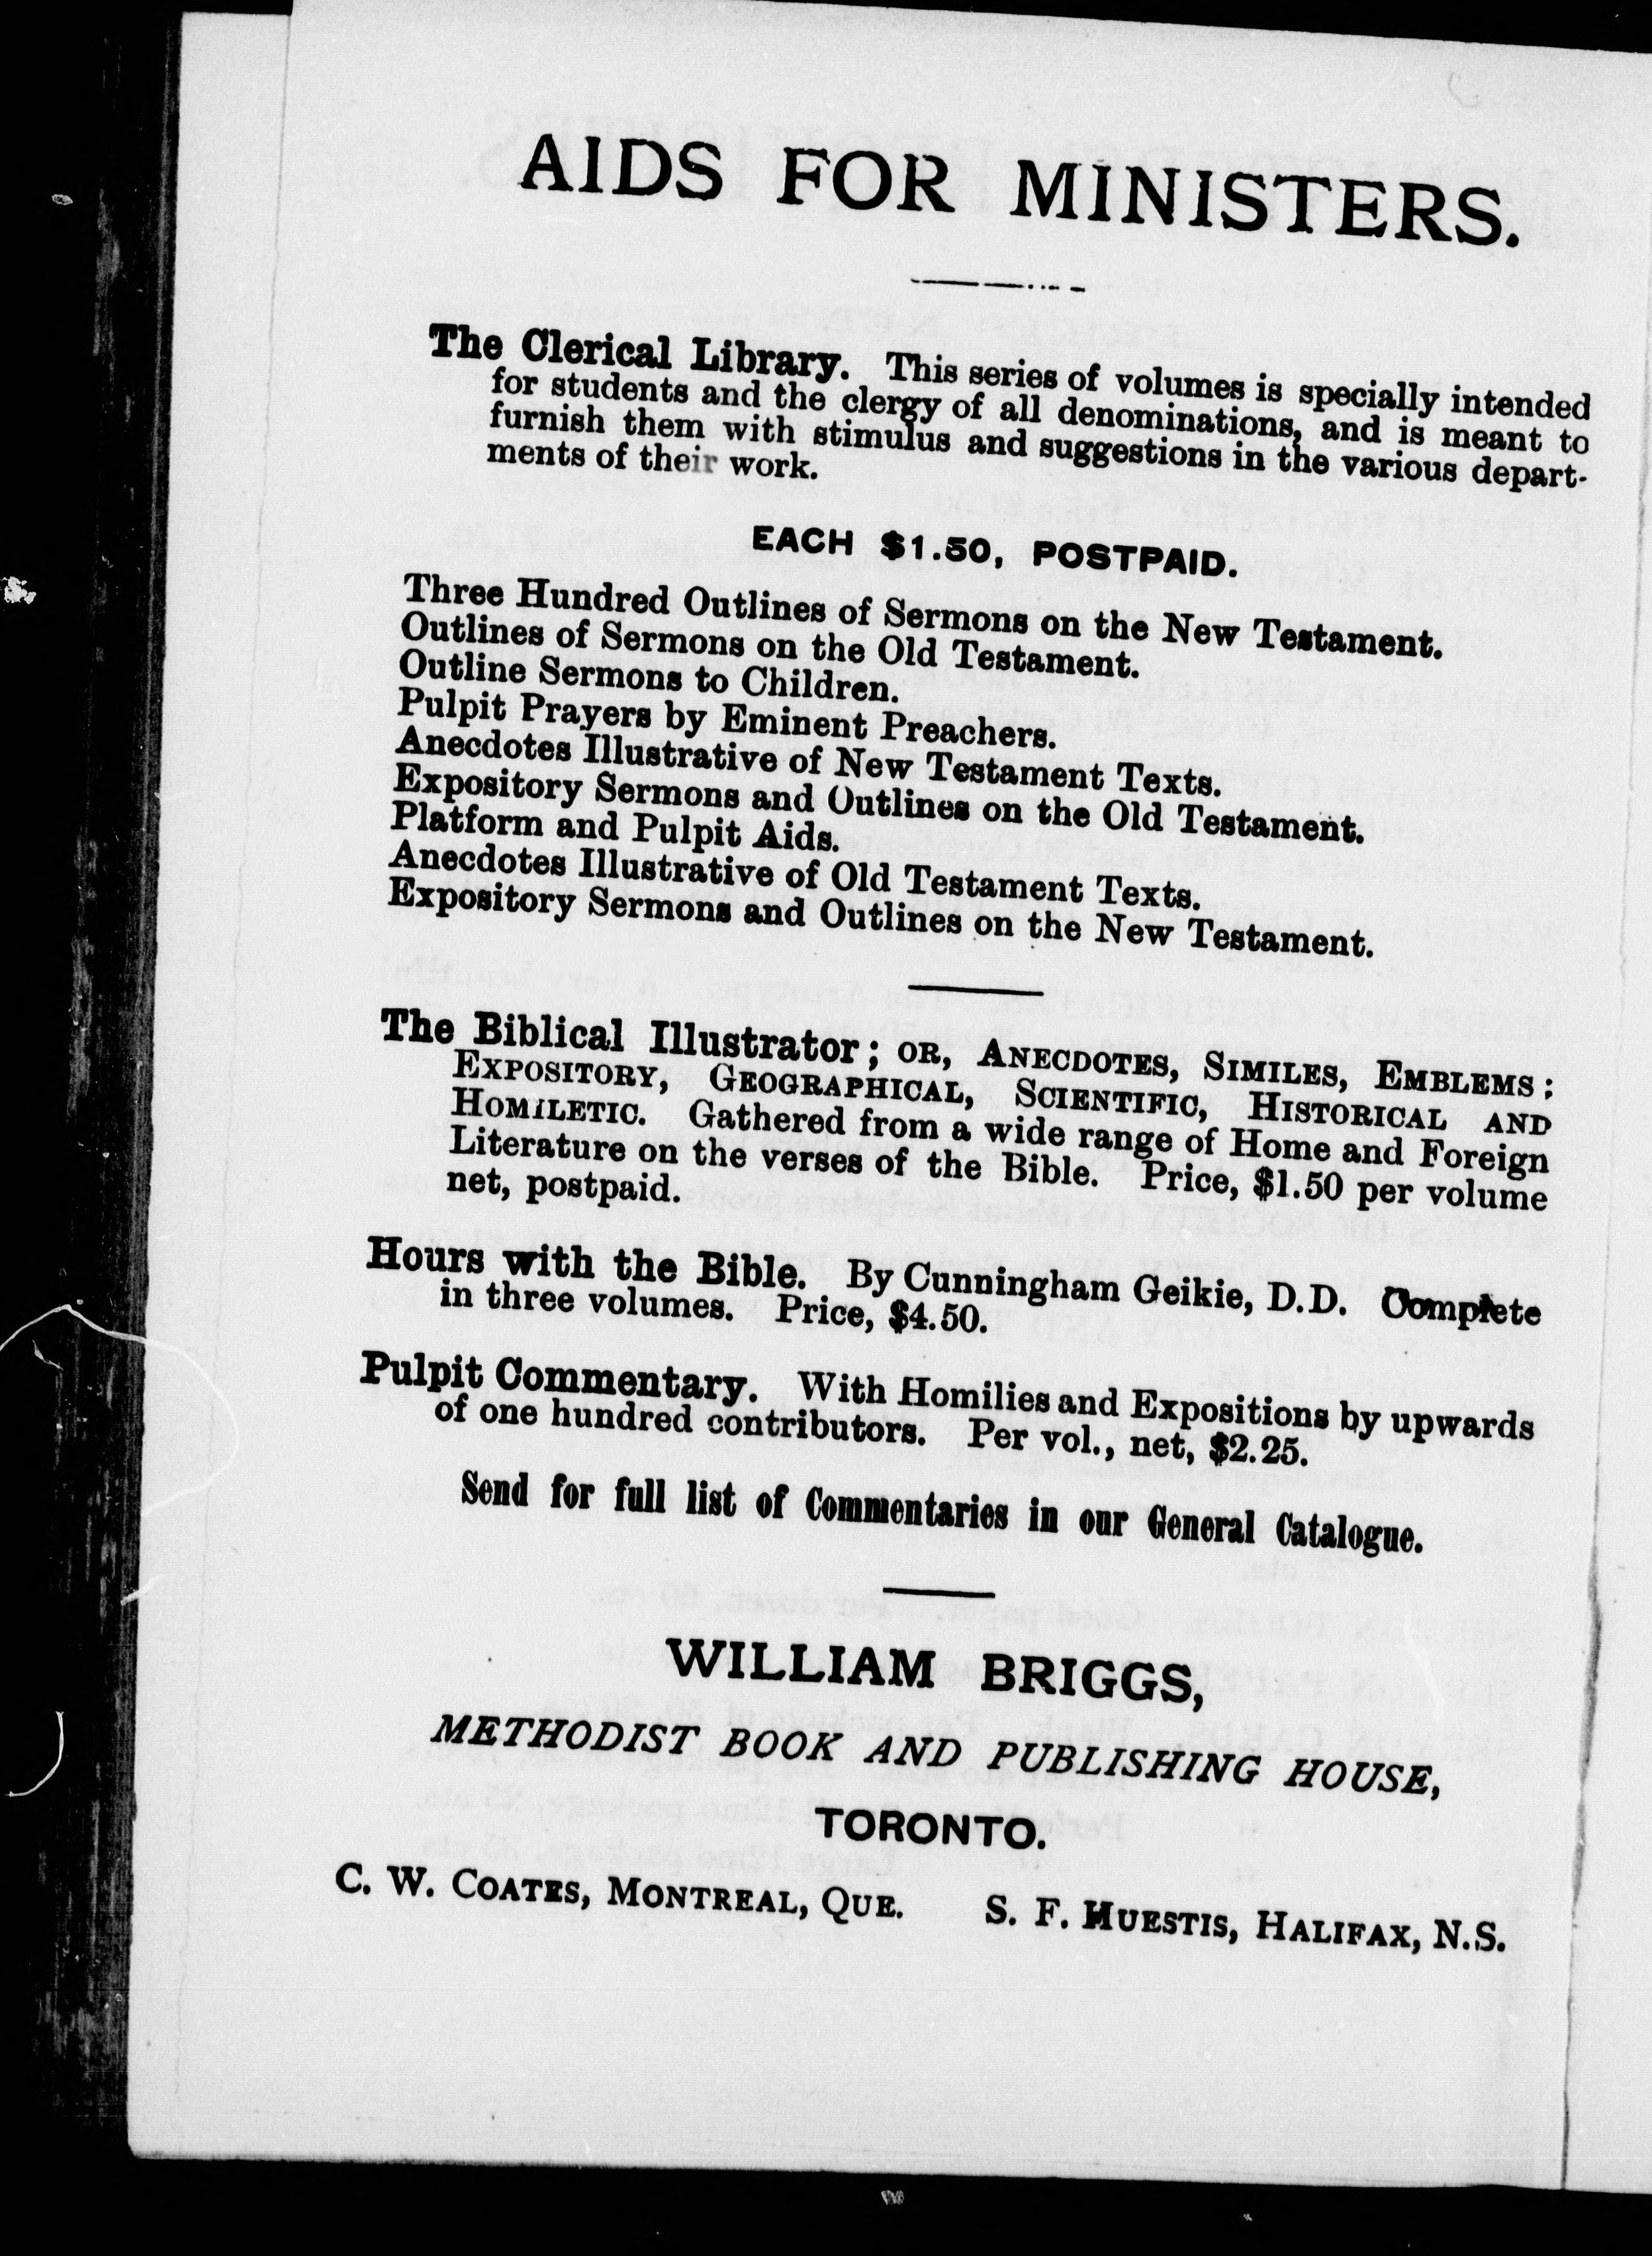 AIDS FOR MINISTERS.
The Clerical Library. This series of volumes is specially intended
for students and the clergy of all denominations, and is meant to
furnish them with stimulus and suggestions in the various depart-
ments of their work.
EACH $1.50, POSTPAID.
Three Hundred Outlines of Sermons on the New Testament.
Outlines of Sermons on the Old Testament.
Outline Sermons to Children.
Pulpit Prayers by Eminent Preachers.
Anecdotes Illustrative of New Testament Texts.
Expository Sermons and Outlines on the Old Testament.
Platform and Pulpit Aids.
Anecdotes Illustrative of Old Testament Texts.
Expository Sermons and Outlines on the New Testament.
The Biblical Illustrator; OR, ANECDOTES, SIMILES, EMBLEMS;
EXPOSITORY, GEOGRAPHICAL, SCIENTIFIC, HISTORICAL AND
HOMILETIC. Gathered from a wide range of Home and Foreign
Literature on the verses of the Bible. Price, $1.50 per volume
net, postpaid.
Hours with the Bible. By Cunningham Geikie, D.D. Complete
in three volumes. Price, $4.50.
Pulpit Commentary. With Homilies and Expositions by upwards
of one hundred contributors. Per vol., net, $2.25.
Send for full list of Commentaries in our General Catalogue.
WILLIAM BRIGGS,
METHODIST BOOK AND PUBLISHING HOUSE,
TORONTO.
C. W. COATES, MONTREAL, QUE. S. F. HUESTIS, HALIFAX, N.S.